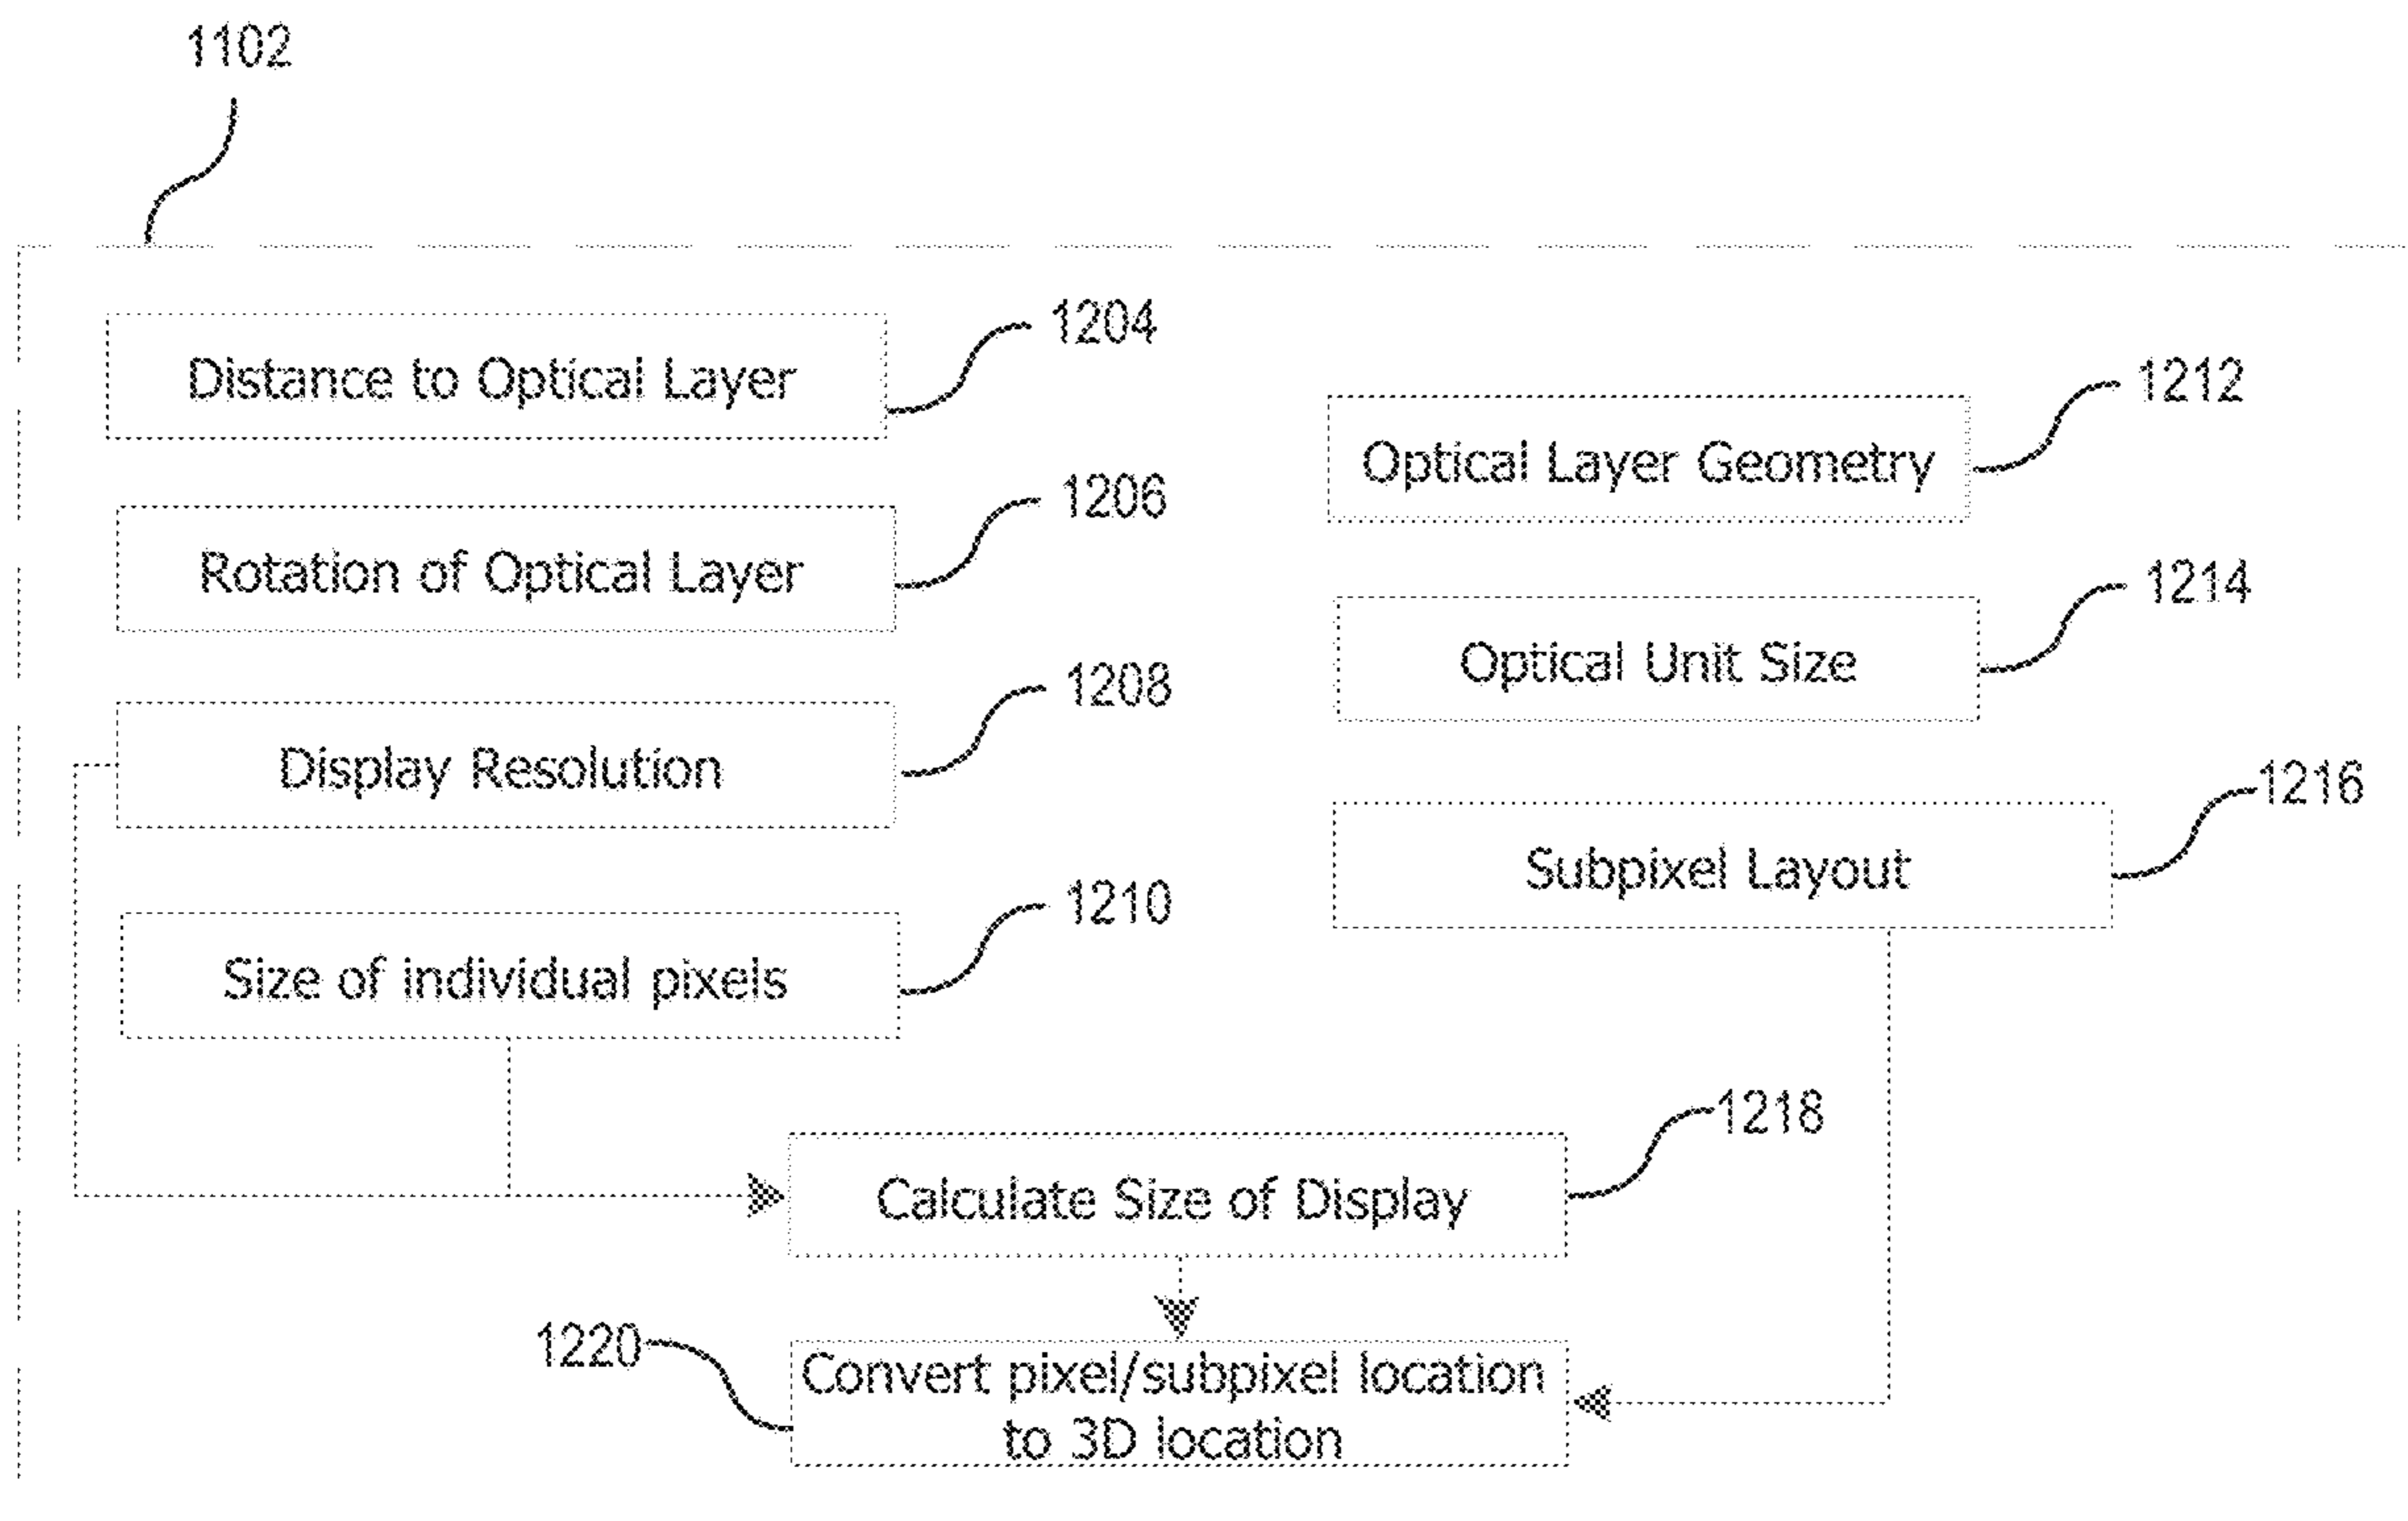 1102
Distance to Optical Layer
1204
Rotation of Optical Layer
1206
Display Resolution
1208
Size of individual pixels
1210
Optical Layer Geometry
1212
Optical Unit Size
1214
Subpixel Layout
1216
Calculate Size of Display
1218
1220
Convert pixel/subpixel location
to 3D location